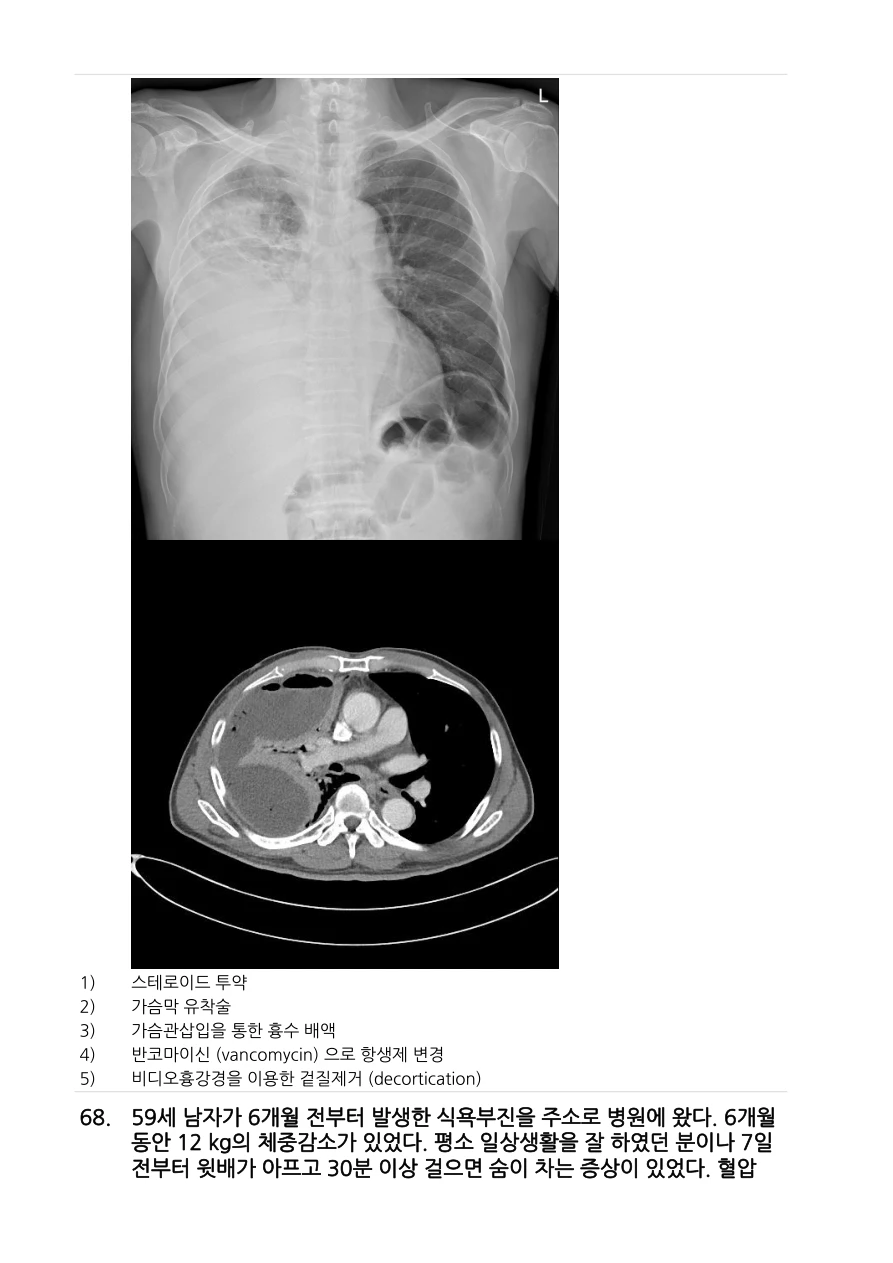 L
1) 스테로이드 투약
2) 가슴막 유착술
3) 가슴관삽입을 통한 흉수 배액
4) 반코마이신 (vancomycin) 으로 항생제 변경
5) 비디오흉강경을 이용한 겉질제거 (decortication)
68. 59세 남자가 6개월 전부터 발생한 식욕부진을 주소로 병원에 왔다. 6개월
동안 12 kg의 체중감소가 있었다. 평소 일상생활을 잘 하였던 분이나 7일
전부터 윗배가 아프고 30분 이상 걸으면 숨이 차는 증상이 있었다. 혈압